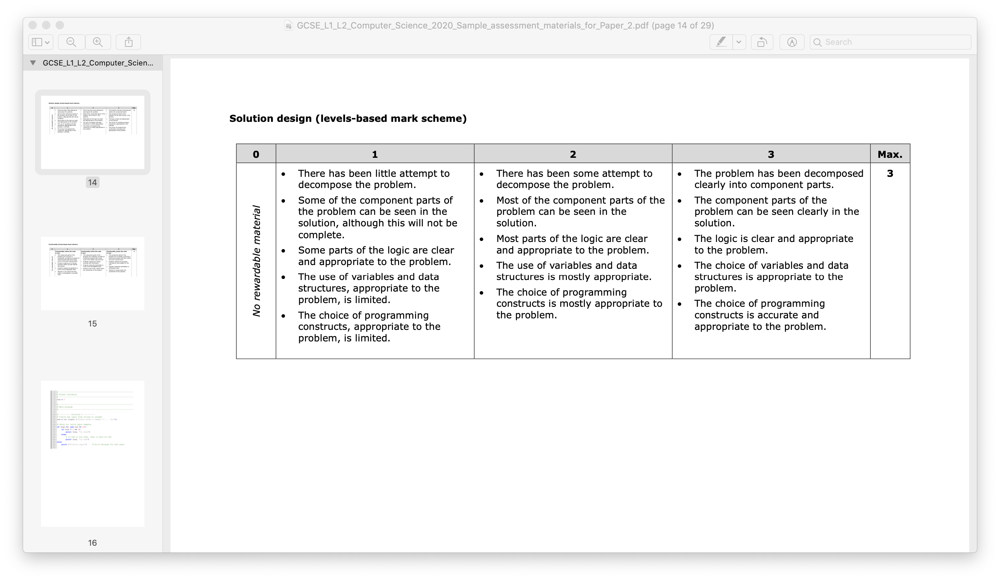 GCSE_L1_L2_Computer_Science_2020_Sample_assessment_materials_for_Paper_2.pdf (page 14 of 29)
Search
GCSE_L1_L2_Computer_Scien...
14
15
16
Solution design (levels-based mark scheme)
0
1
2
3
Max.
No rewardable material
• There has been little attempt to
decompose the problem.
• Some of the component parts of
the problem can be seen in the
solution, although this will not be
complete.
• Some parts of the logic are clear
and appropriate to the problem.
• The use of variables and data
structures, appropriate to the
problem, is limited.
• The choice of programming
constructs, appropriate to the
problem, is limited.
• There has been some attempt to
decompose the problem.
• Most of the component parts of the
problem can be seen in the
solution.
• Most parts of the logic are clear
and appropriate to the problem.
• The use of variables and data
structures is mostly appropriate.
• The choice of programming
constructs is mostly appropriate to
the problem.
• The problem has been decomposed
clearly into component parts.
• The component parts of the
problem can be seen clearly in the
solution.
• The logic is clear and appropriate
to the problem.
• The choice of variables and data
structures is appropriate to the
problem.
• The choice of programming
constructs is accurate and
appropriate to the problem.
3